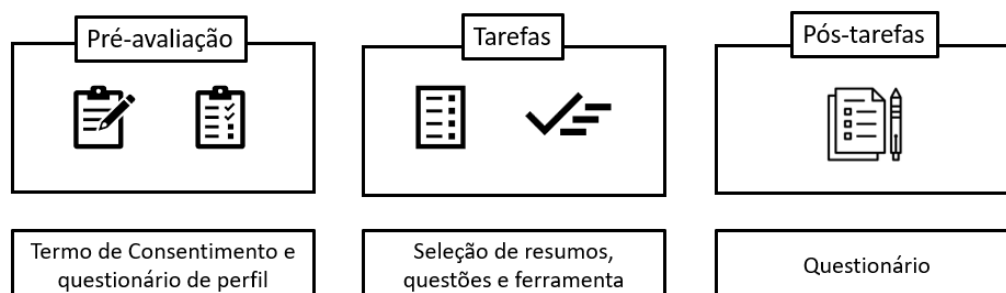 Pré-avaliação
Tarefas
Pós-tarefas
Termo de Consentimento e
questionário de perfil
Seleção de resumos,
questões e ferramenta
Questionário